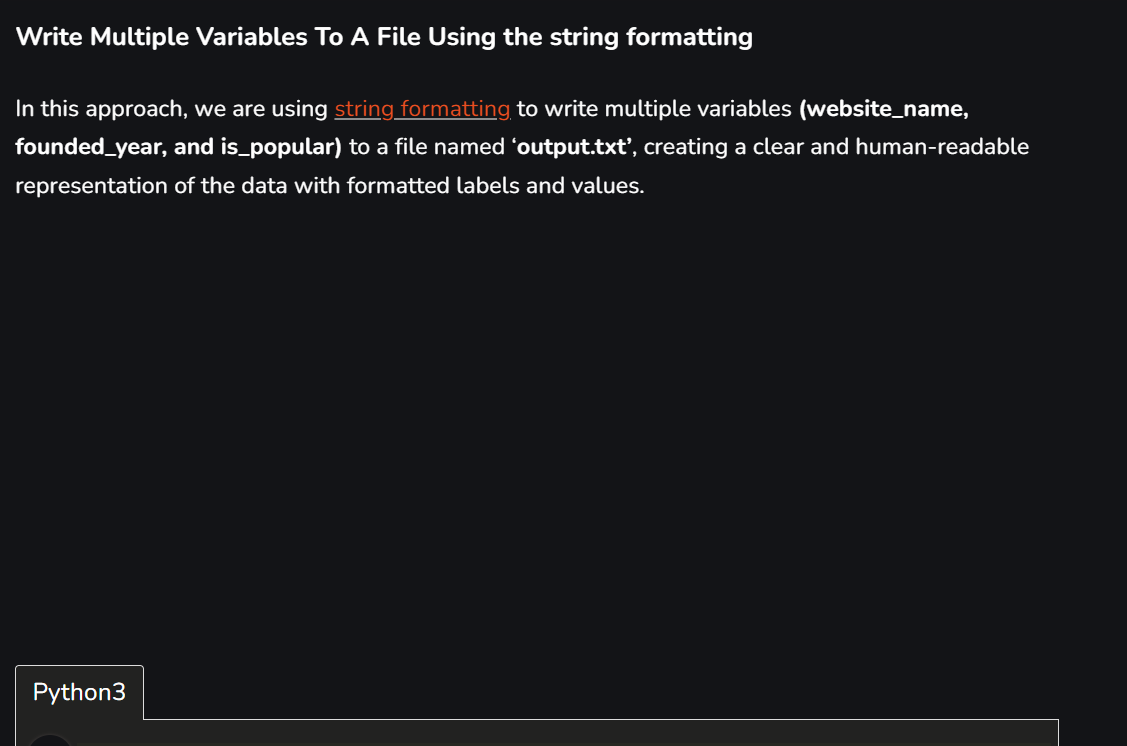 Write Multiple Variables To A File Using the string formatting
In this approach, we are using string formatting to write multiple variables (website_name,
founded_year, and is_popular) to a file named ‘output.txt’, creating a clear and human-readable
representation of the data with formatted labels and values.
Python3